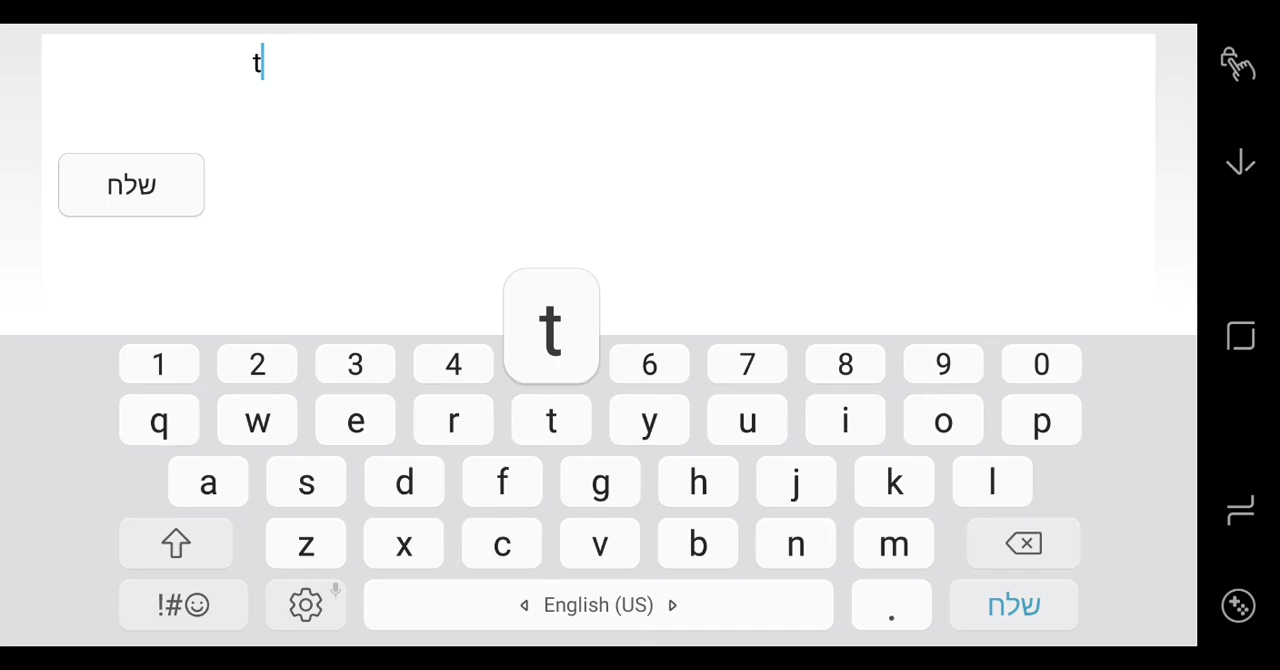 t
שלח
t
1 2 3 4 6 7 8 9 0
q w e r t y u i o p
a s d f g h j k l
z x c v b n m
!#☺ English (US) . שלח